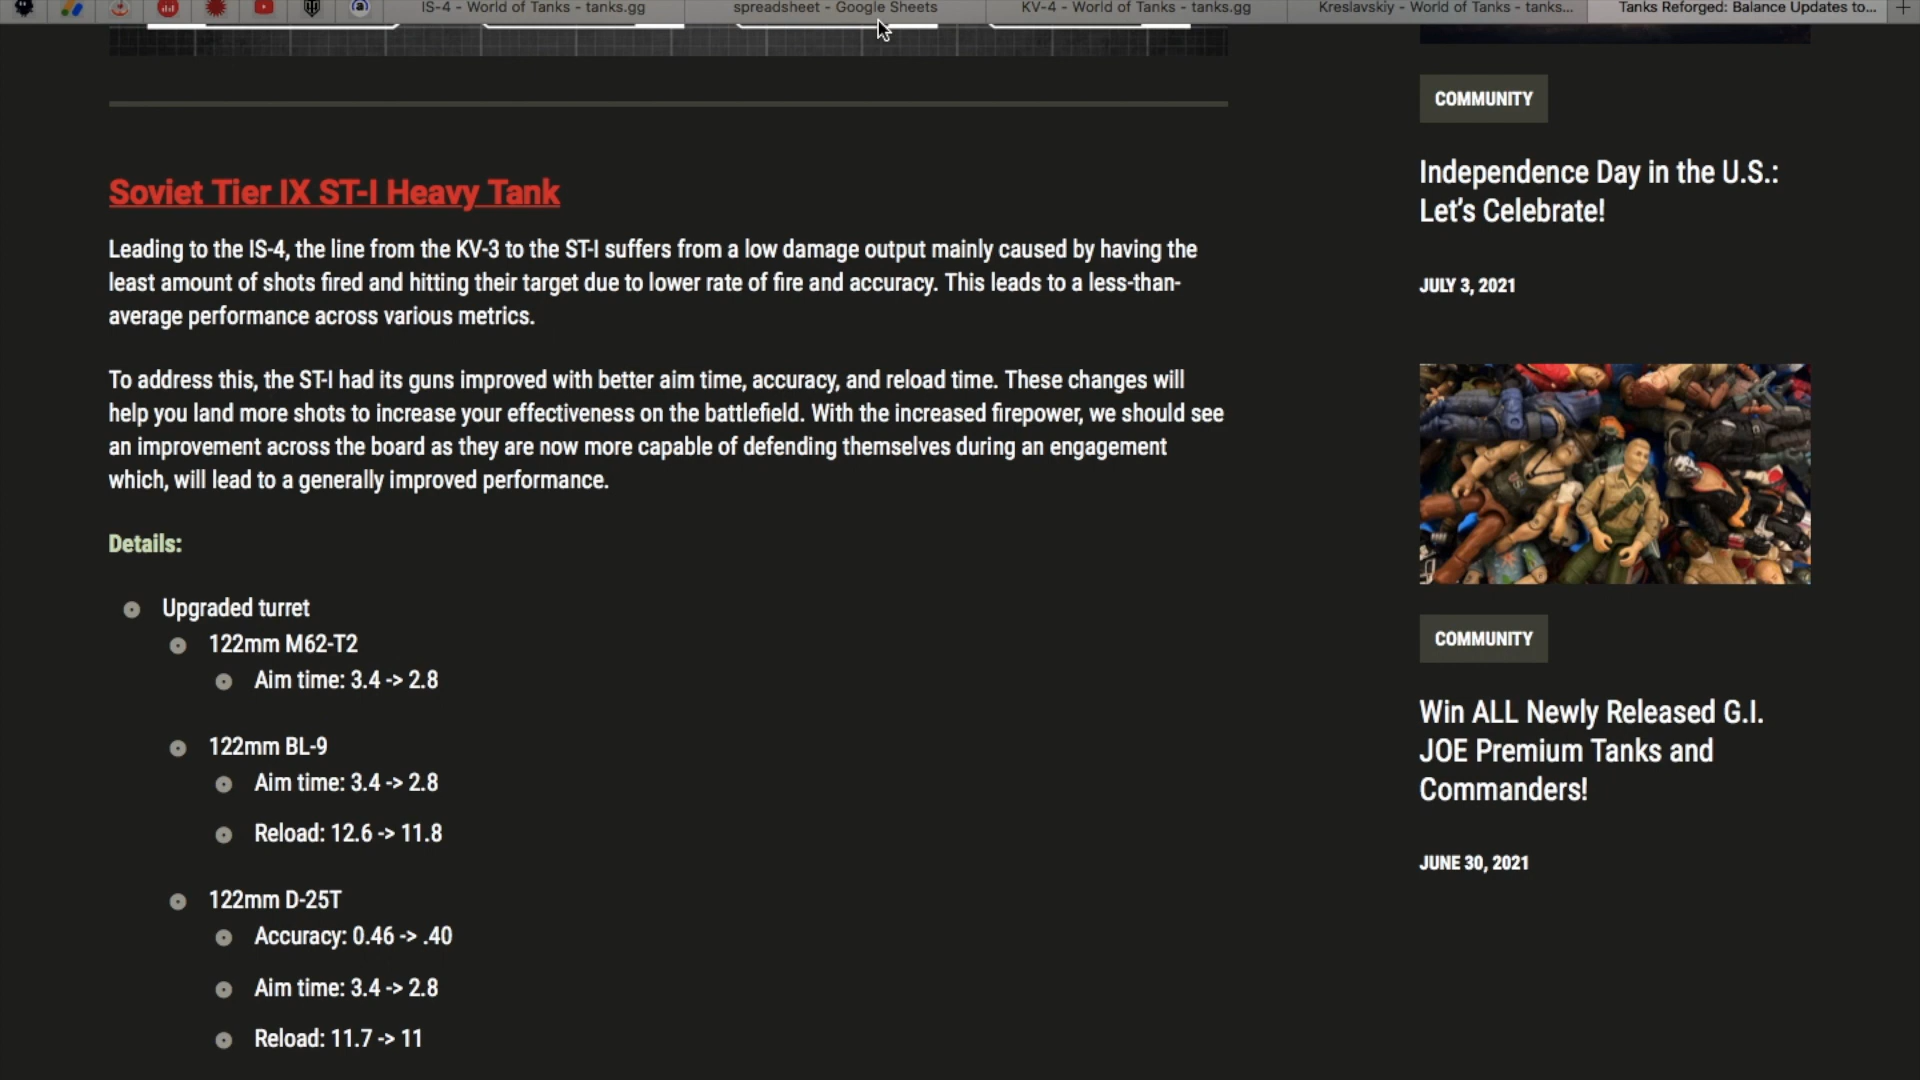 IS-4 - World of Tanks - tanks.gg
spreadsheet - Google Sheets
KV-4 - World of Tanks - tanks.gg
Kreslavskiy - World of Tanks - tanks...
Tanks Reforged: Balance Updates to...
Soviet Tier IX ST-I Heavy Tank
Leading to the IS-4, the line from the KV-3 to the ST-I suffers from a low damage output mainly caused by having the
least amount of shots fired and hitting their target due to lower rate of fire and accuracy. This leads to a less-than-
average performance across various metrics.
To address this, the ST-I had its guns improved with better aim time, accuracy, and reload time. These changes will
help you land more shots to increase your effectiveness on the battlefield. With the increased firepower, we should see
an improvement across the board as they are now more capable of defending themselves during an engagement
which, will lead to a generally improved performance.
Details:
Upgraded turret
122mm M62-T2
Aim time: 3.4 -> 2.8
122mm BL-9
Aim time: 3.4 -> 2.8
Reload: 12.6 -> 11.8
122mm D-25T
Accuracy: 0.46 -> .40
Aim time: 3.4 -> 2.8
Reload: 11.7 -> 11
COMMUNITY
Independence Day in the U.S.:
Let's Celebrate!
JULY 3, 2021
COMMUNITY
Win ALL Newly Released G.I.
JOE Premium Tanks and
Commanders!
JUNE 30, 2021